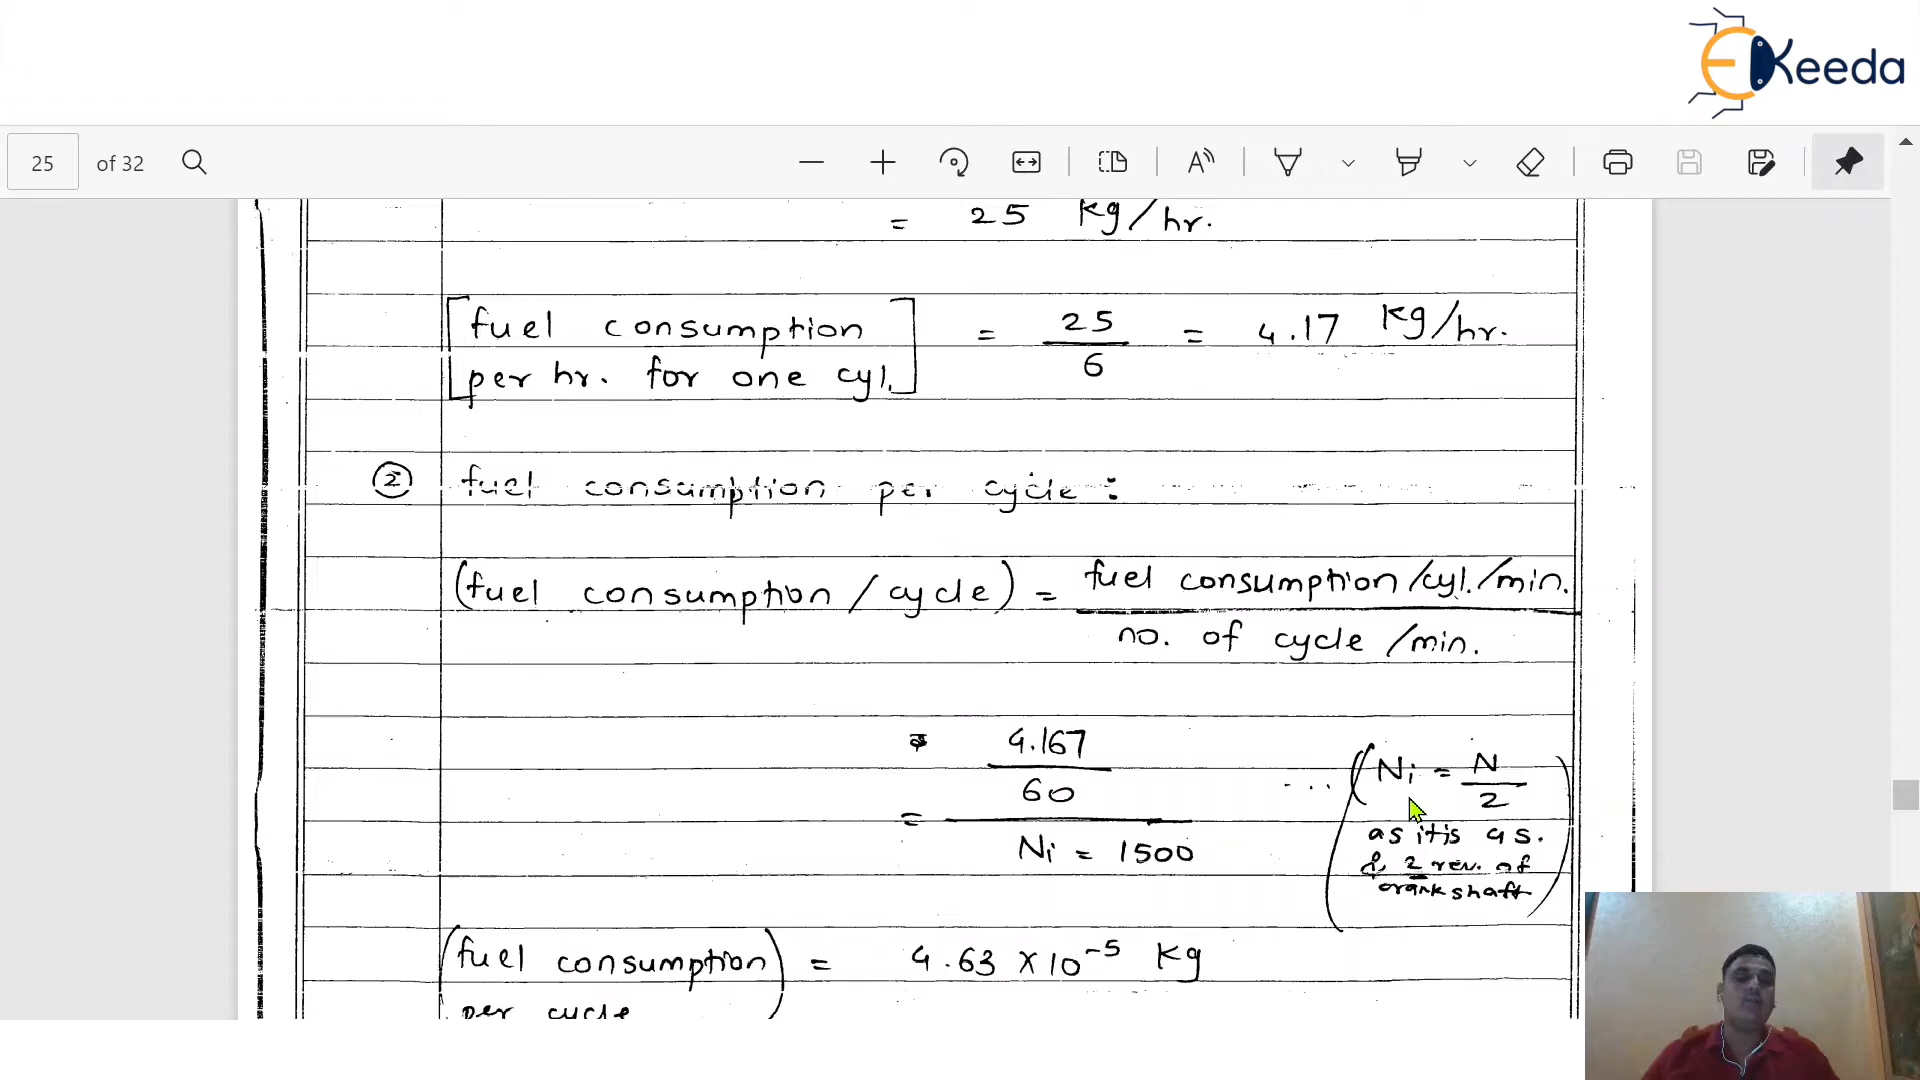 EKeeda
25 of 32
= 25 Kg/hr.
[fuel consumption per hr. for one cyl.] = 25/6 = 4.17 Kg/hr.
② fuel consumption per cycle :
(fuel consumption / cycle) = fuel consumption /cyl. /min.
no. of cycle /min.
= 4.167
60
= Ni = 1500
... (Ni = N/2
as it is 4s.
& 2 rev. of
crankshaft)
(fuel consumption per cycle) = 4.63 × 10⁻⁵ Kg